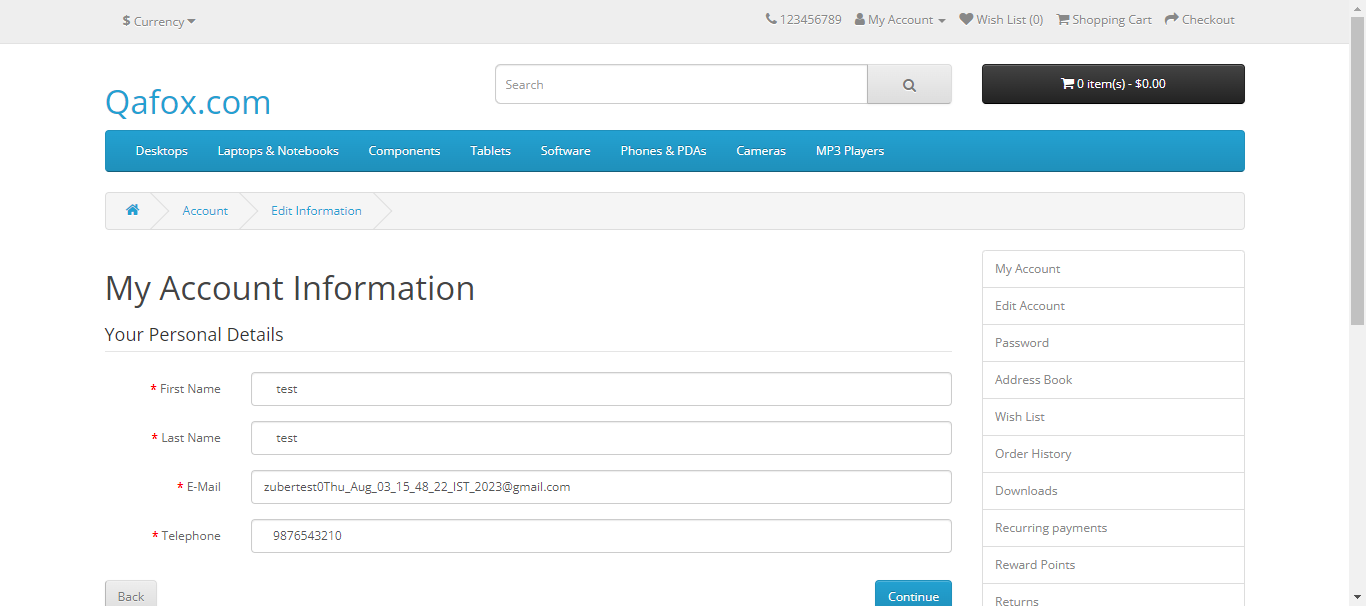 $ Currency
123456789 My Account Wish List (0) Shopping Cart Checkout
Qafox.com
Search
0 item(s) - $0.00
Desktops Laptops & Notebooks Components Tablets Software Phones & PDAs Cameras MP3 Players
Account Edit Information
My Account Information
Your Personal Details
* First Name test
* Last Name test
* E-Mail zubertest0Thu_Aug_03_15_48_22_IST_2023@gmail.com
* Telephone 9876543210
Back Continue
My Account
Edit Account
Password
Address Book
Wish List
Order History
Downloads
Recurring payments
Reward Points
Returns